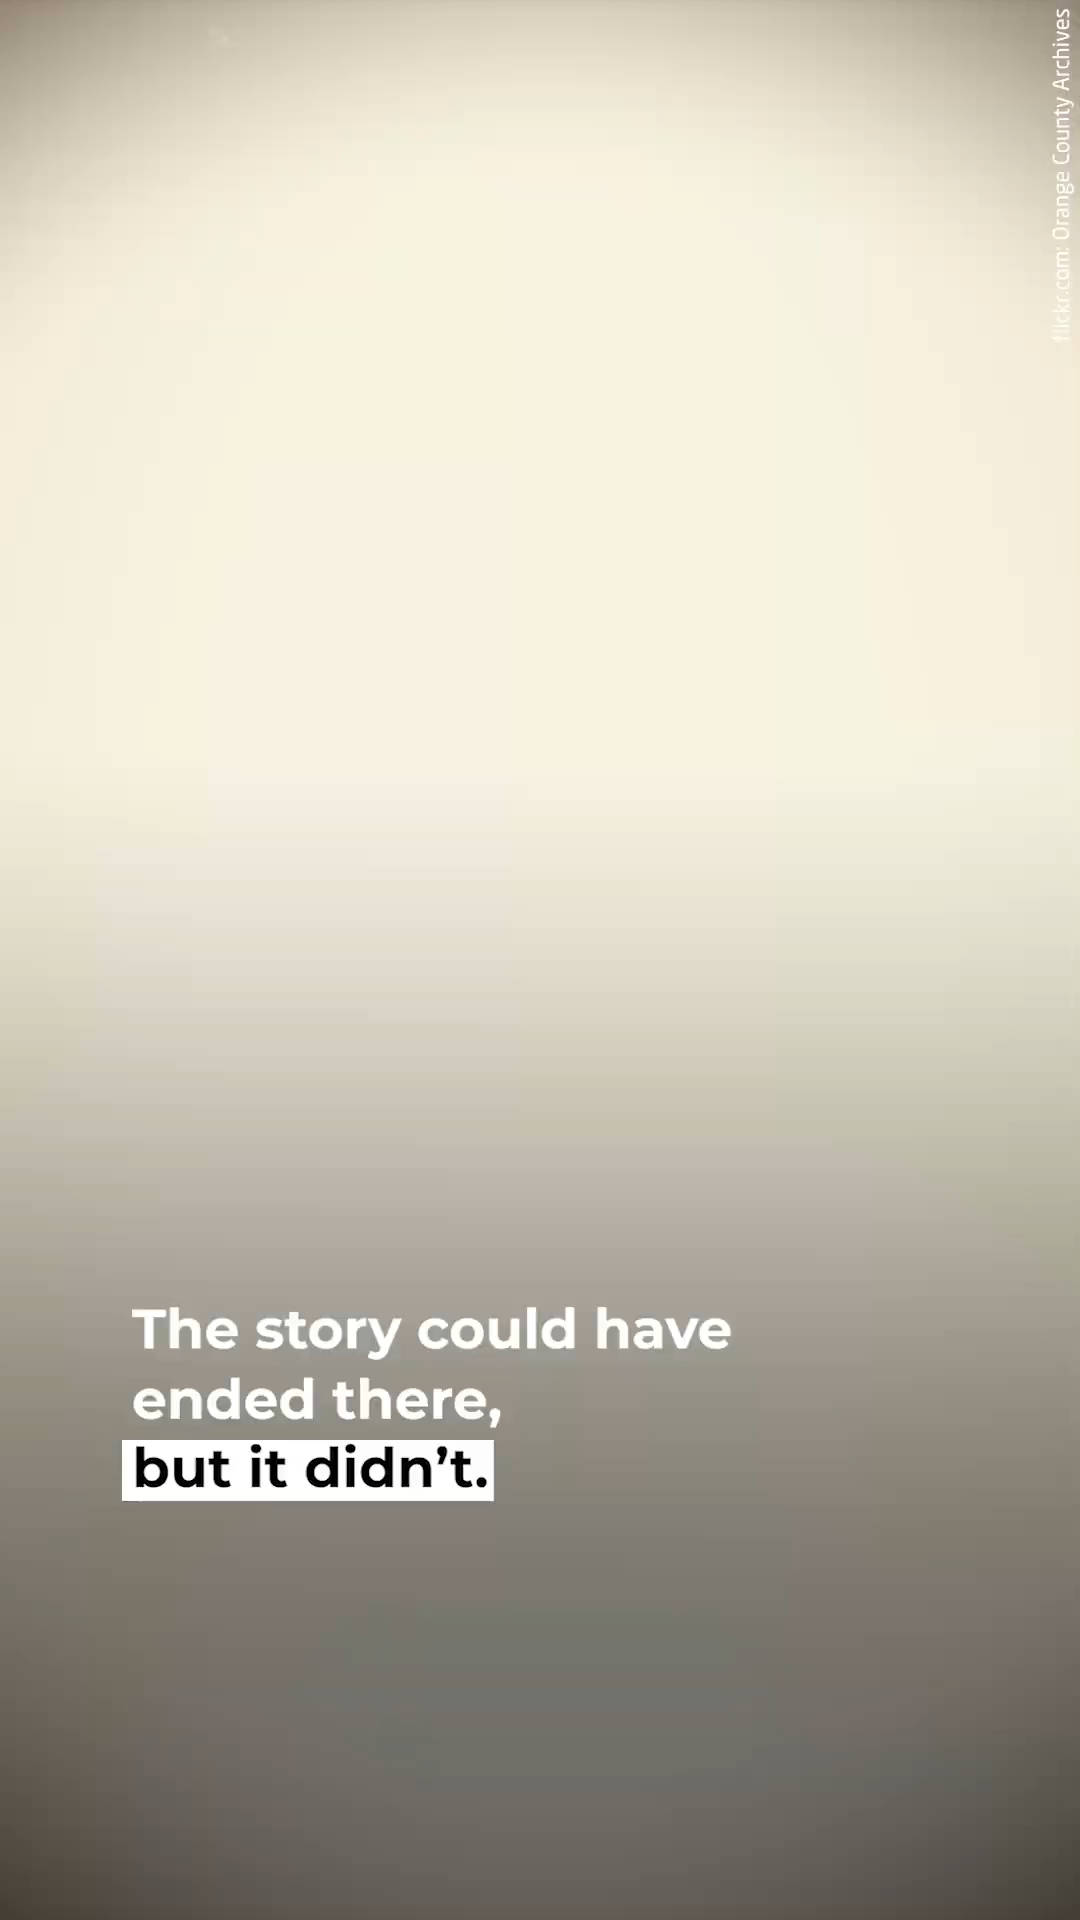 flickr.com: Orange County Archives
The story could have
ended there,
but it didn’t.